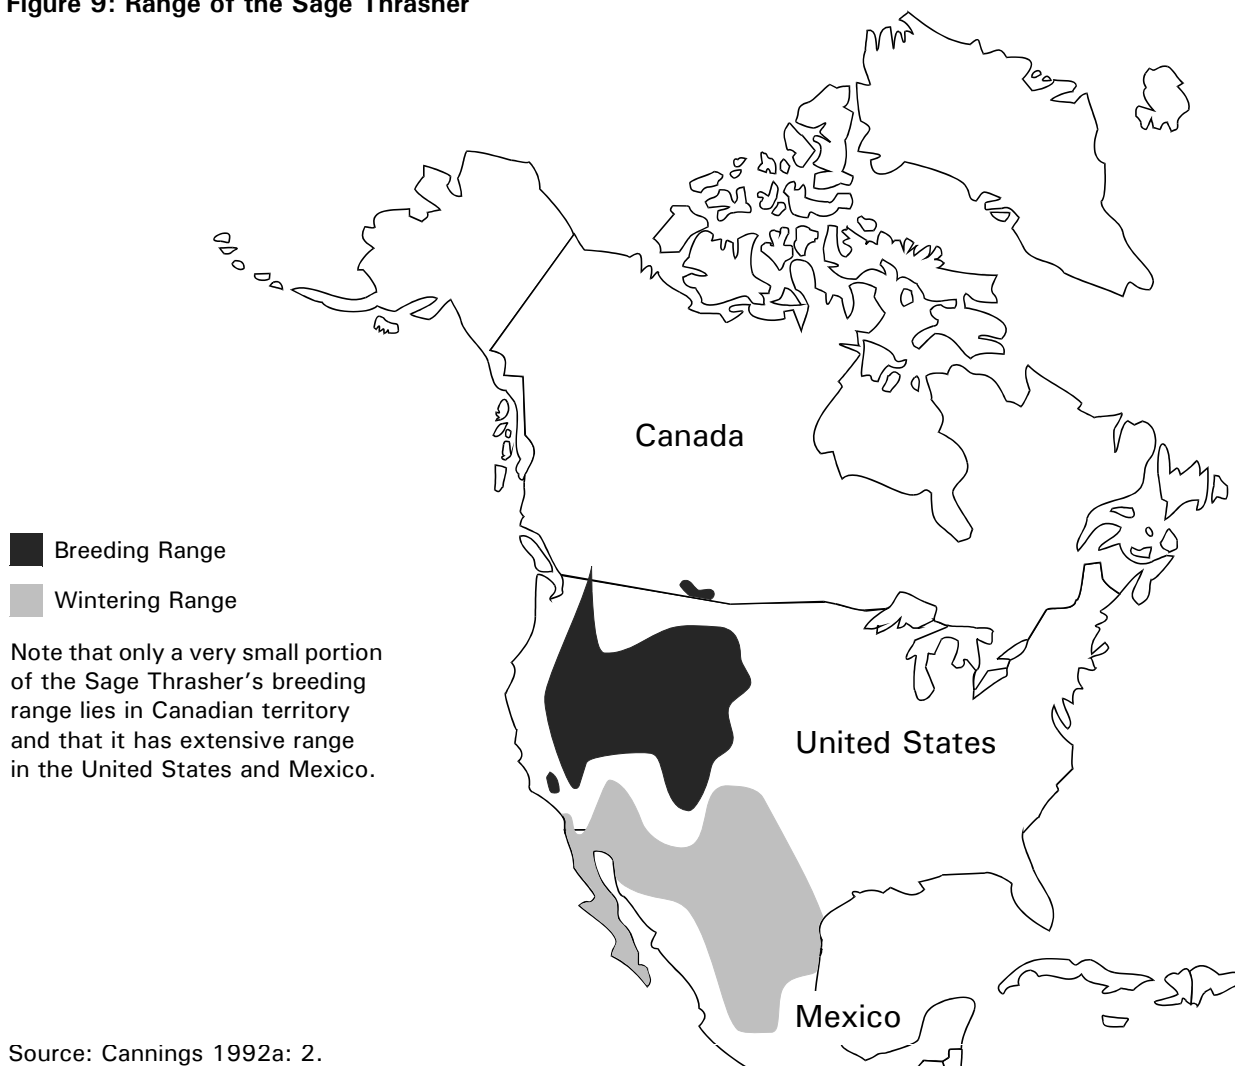 Figure 9: Range of the Sage Thrasher
Canada
Breeding Range
Wintering Range
Note that only a very small portion
of the Sage Thrasher's breeding
range lies in Canadian territory
and that it has extensive range
in the United States and Mexico.
United States
Mexico
Source: Cannings 1992a: 2.